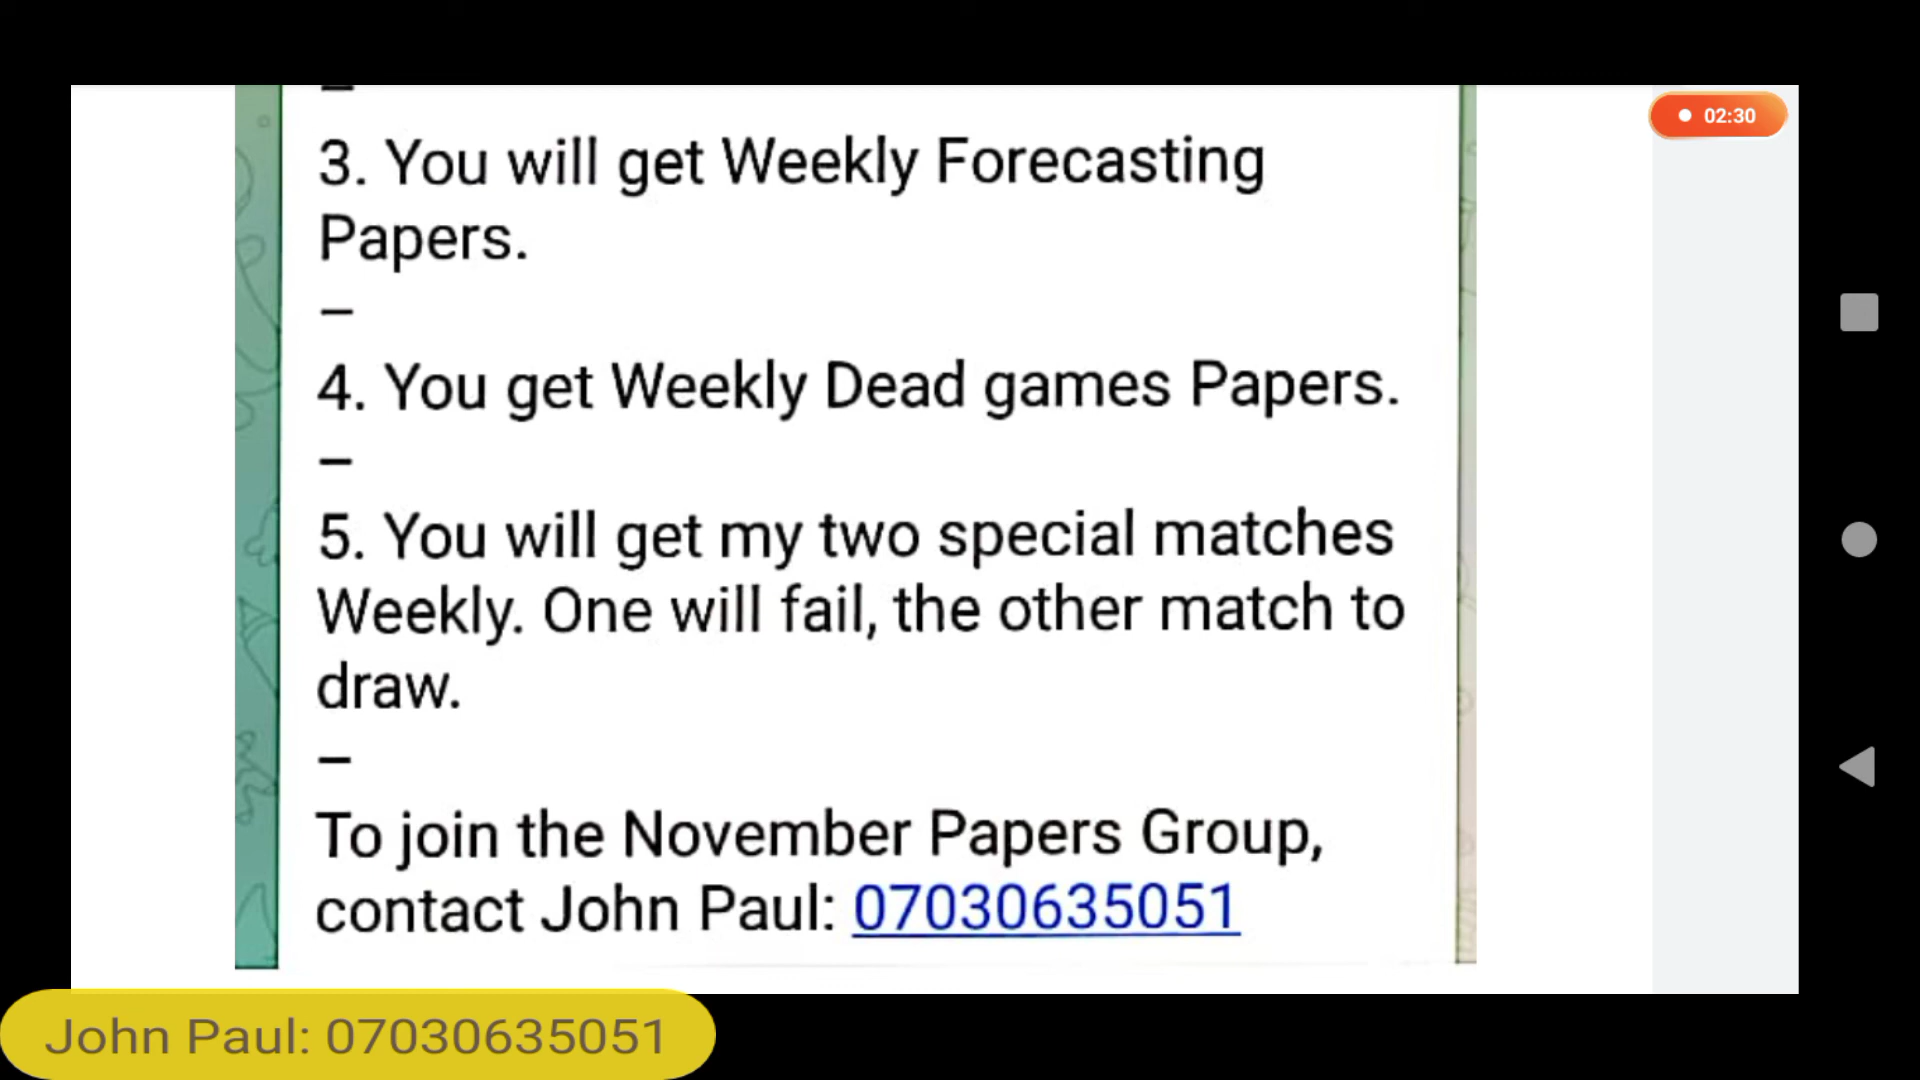 02:30
3. You will get Weekly Forecasting
Papers.
–
4. You get Weekly Dead games Papers.
–
5. You will get my two special matches
Weekly. One will fail, the other match to
draw.
–
To join the November Papers Group,
contact John Paul: 07030635051
John Paul: 07030635051